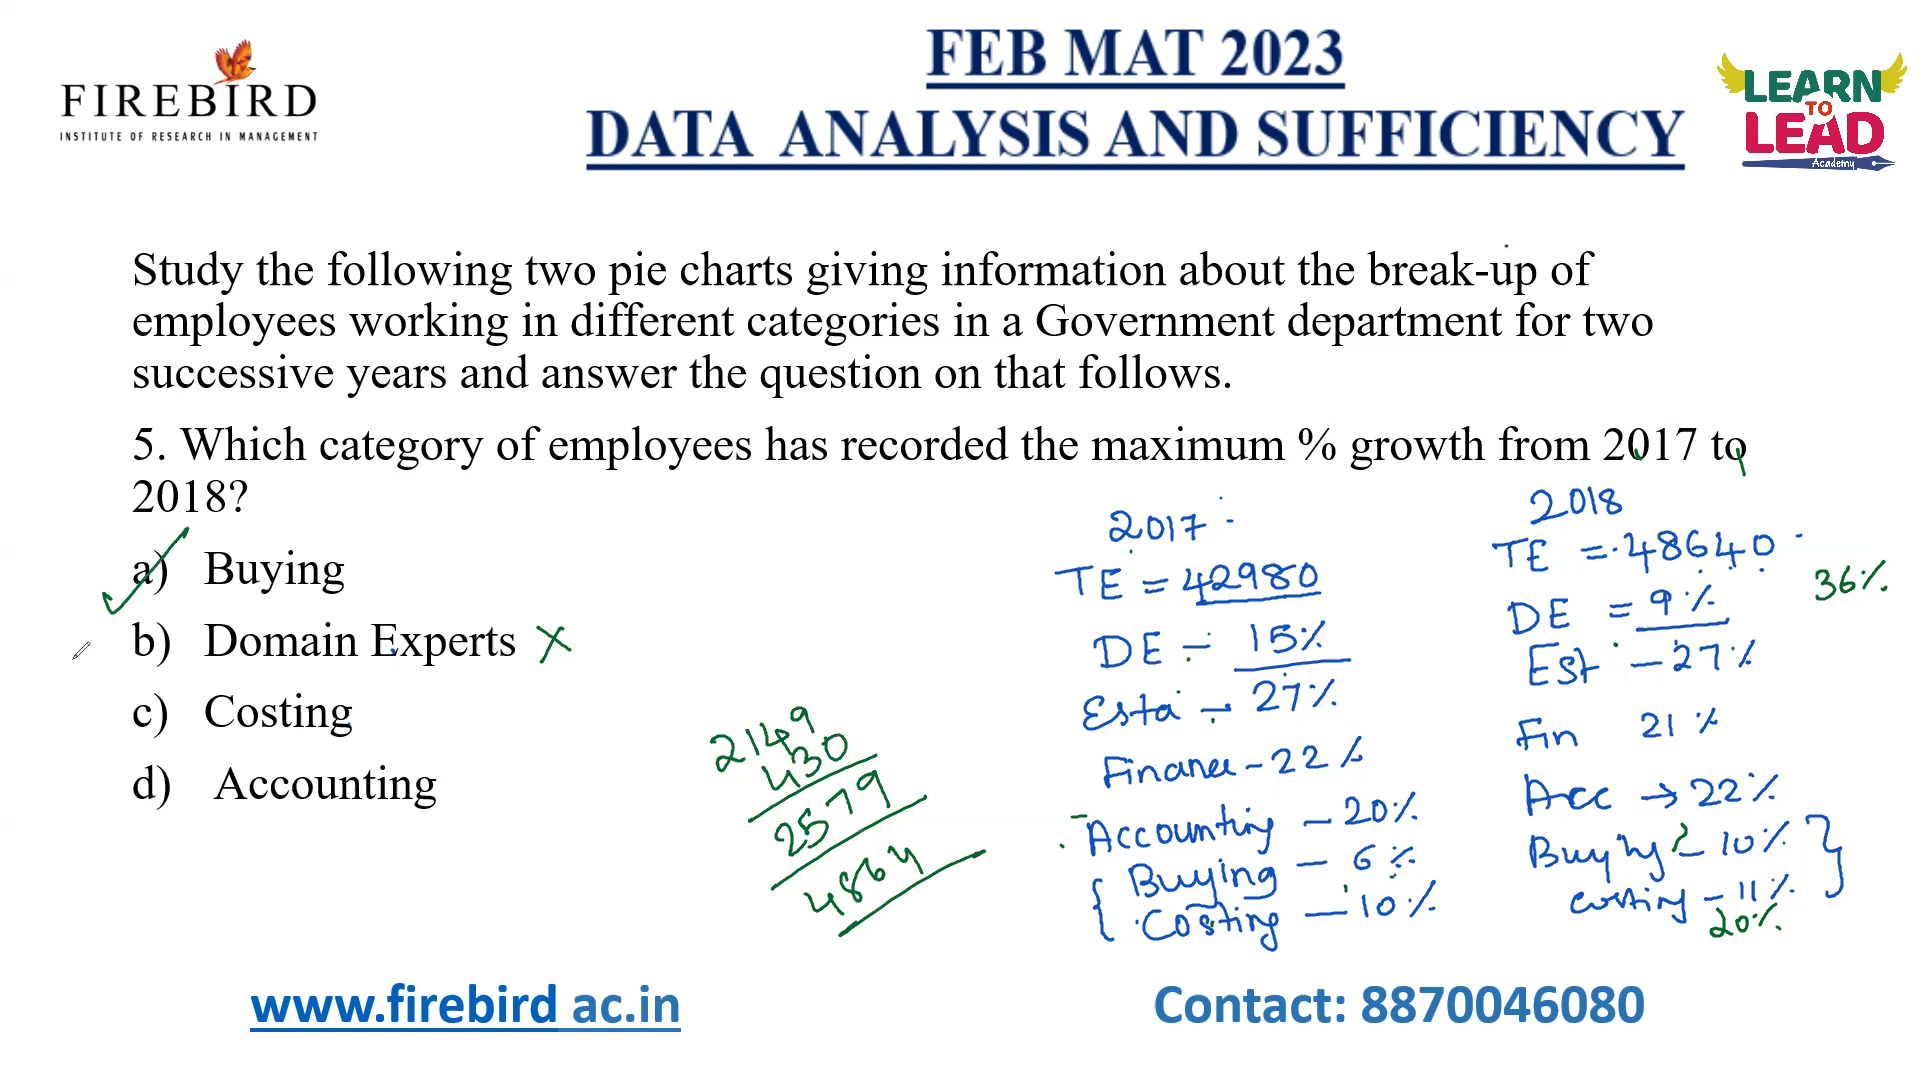 FIREBIRD
INSTITUTE OF RESEARCH IN MANAGEMENT
FEB MAT 2023
DATA ANALYSIS AND SUFFICIENCY
LEARN
TO
LEAD
Academy
Study the following two pie charts giving information about the break-up of
employees working in different categories in a Government department for two
successive years and answer the question on that follows.
5. Which category of employees has recorded the maximum % growth from 2017 to
2018?
a) Buying
b) Domain Experts X
c) Costing
d) Accounting
2149
430
2579
4864
2017 :
TE = 42980
DE - 15%
Esta - 27%
Finance - 22%
Accounting - 20%
Buying - 6%
Costing - 10%
2018
TE = 48640
36%
DE = 9%
Est - 27%
Fin 21%
Acc → 22%
Buying - 10%
Costing - 11%
20%
www.firebird ac.in
Contact: 8870046080